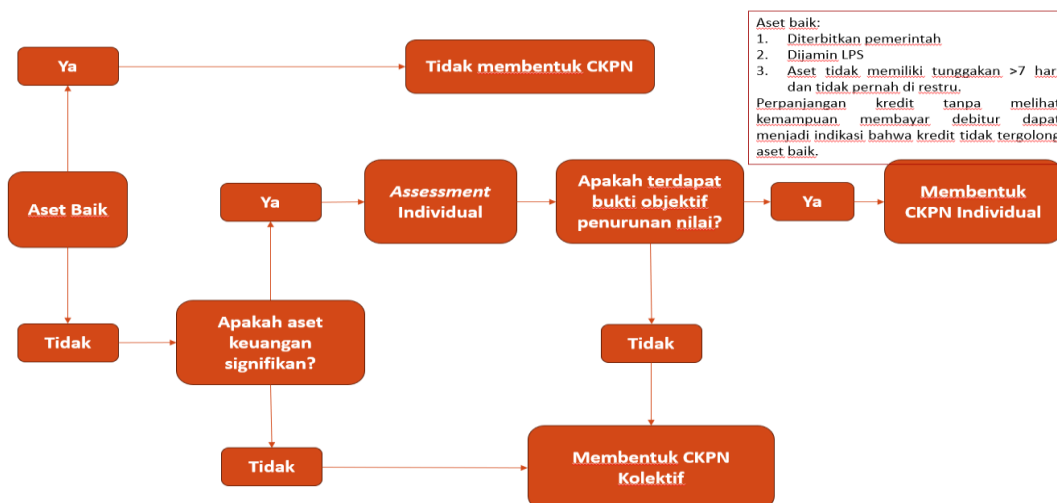 Aset baik:
1. Diterbitkan pemerintah
2. Dijamin LPS
3. Aset tidak memiliki tunggakan >7 har
dan tidak pernah di restru.
Perpanjangan kredit tanpa melihat
kemampuan membayar debitur dapat
menjadi indikasi bahwa kredit tidak tergolong
aset baik.
Ya
Tidak membentuk CKPN
Aset Baik
Ya
Assessment
Individual
Apakah terdapat
bukti objektif
penurunan nilai?
Ya
Membentuk
CKPN Individual
Tidak
Apakah aset
keuangan
signifikan?
Tidak
Tidak
Membentuk CKPN
Kolektif